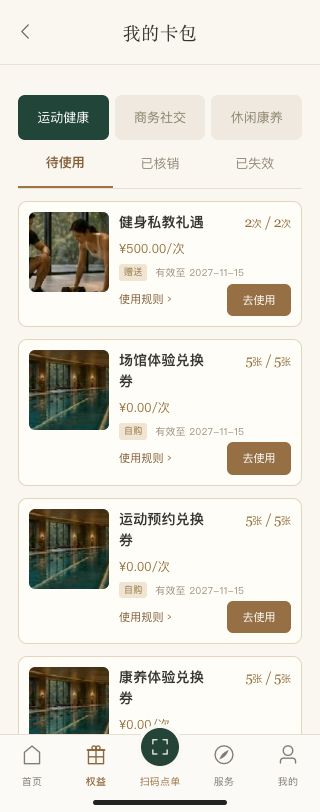 我的卡包
运动健康 商务社交 休闲康养
待使用 已核销 已失效
健身私教礼遇 2次 / 2次
¥500.00/次
赠送 有效至 2027-11-15
使用规则 › 去使用
场馆体验兑换 5张 / 5张
券
¥0.00/次
自购 有效至 2027-11-15
使用规则 › 去使用
运动预约兑换 5张 / 5张
券
¥0.00/次
自购 有效至 2027-11-15
使用规则 › 去使用
康养体验兑换 5张 / 5张
券
¥0.00/次
首页 权益 扫码点单 服务 我的